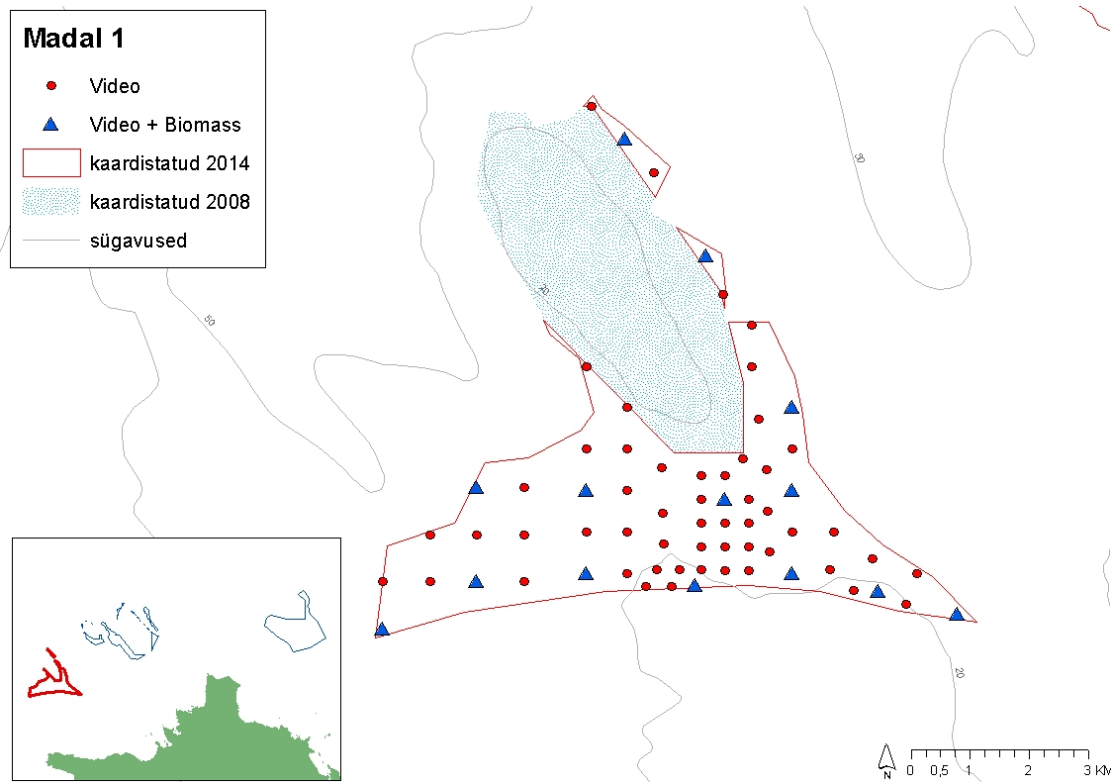 Madal 1
Video
Video + Biomass
kaardistatud 2014
kaardistatud 2008
sügavused
30
50
20
20
N
0 0,5 1 2 3 KM